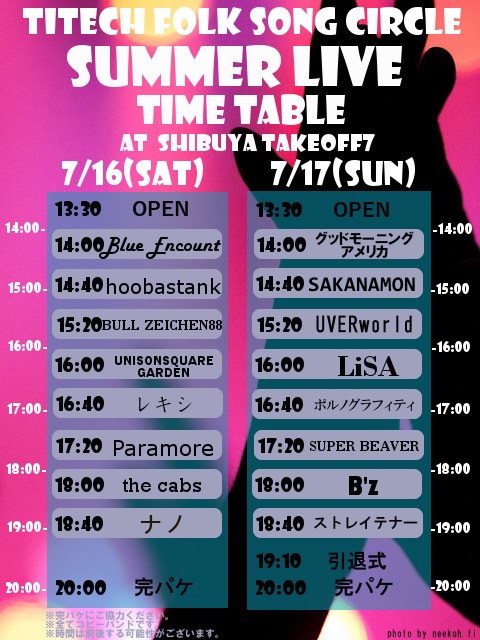 TITECH FOLK SONG CIRCLE
SUMMER LIVE
TIME TABLE
AT SHIBUYA TAKEOFF7
7/16(SAT)
13:30 OPEN
14:00 Blue Encount
14:40 hoobastank
15:20 BULL ZEICHEN88
16:00 UNISONSQUARE
GARDEN
16:40 レキシ
17:20 Paramore
18:00 the cabs
18:40 ナノ
20:00 完パケ
7/17(SUN)
13:30 OPEN
14:00 グッドモーニング
アメリカ
14:40 SAKANAMON
15:20 UVERworld
16:00 LiSA
16:40 ポルノグラフィティ
17:20 SUPER BEAVER
18:00 B'z
18:40 ストレイテナー
19:10 引退式
20:00 完パケ
14:00-
15:00-
16:00-
17:00-
18:00-
19:00-
20:00-
-14:00
-15:00
-16:00
-17:00
-18:00
-19:00
-20:00
※完パケにご協力ください。
※全てコピーバンドです
※時間は前後する可能性がございます。
photo by neekoh.fi